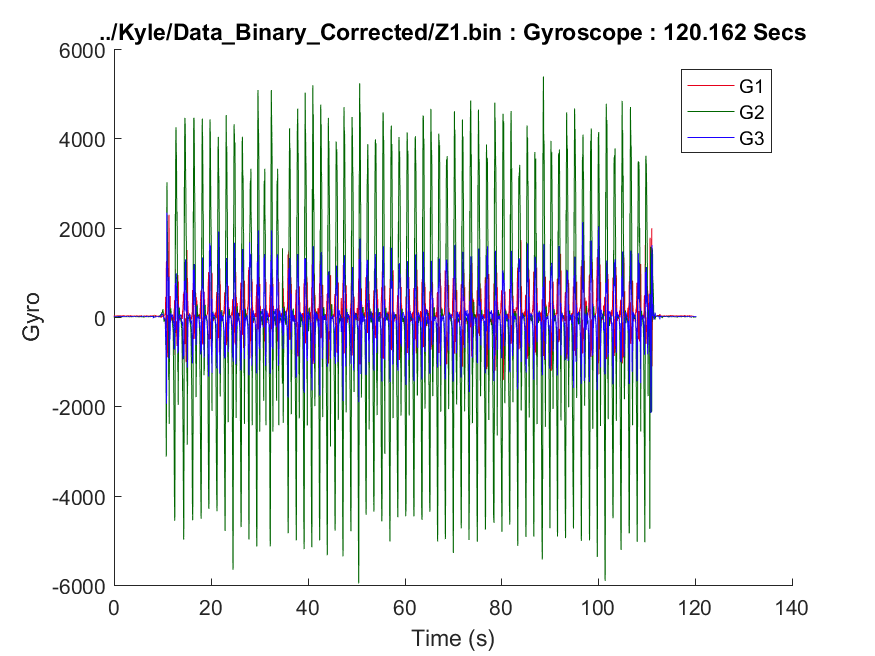 ../Kyle/Data_Binary_Corrected/Z1.bin : Gyroscope : 120.162 Secs
6000
4000
2000
0
-2000
-4000
-6000
Gyro
G1
G2
G3
0 20 40 60 80 100 120 140
Time (s)